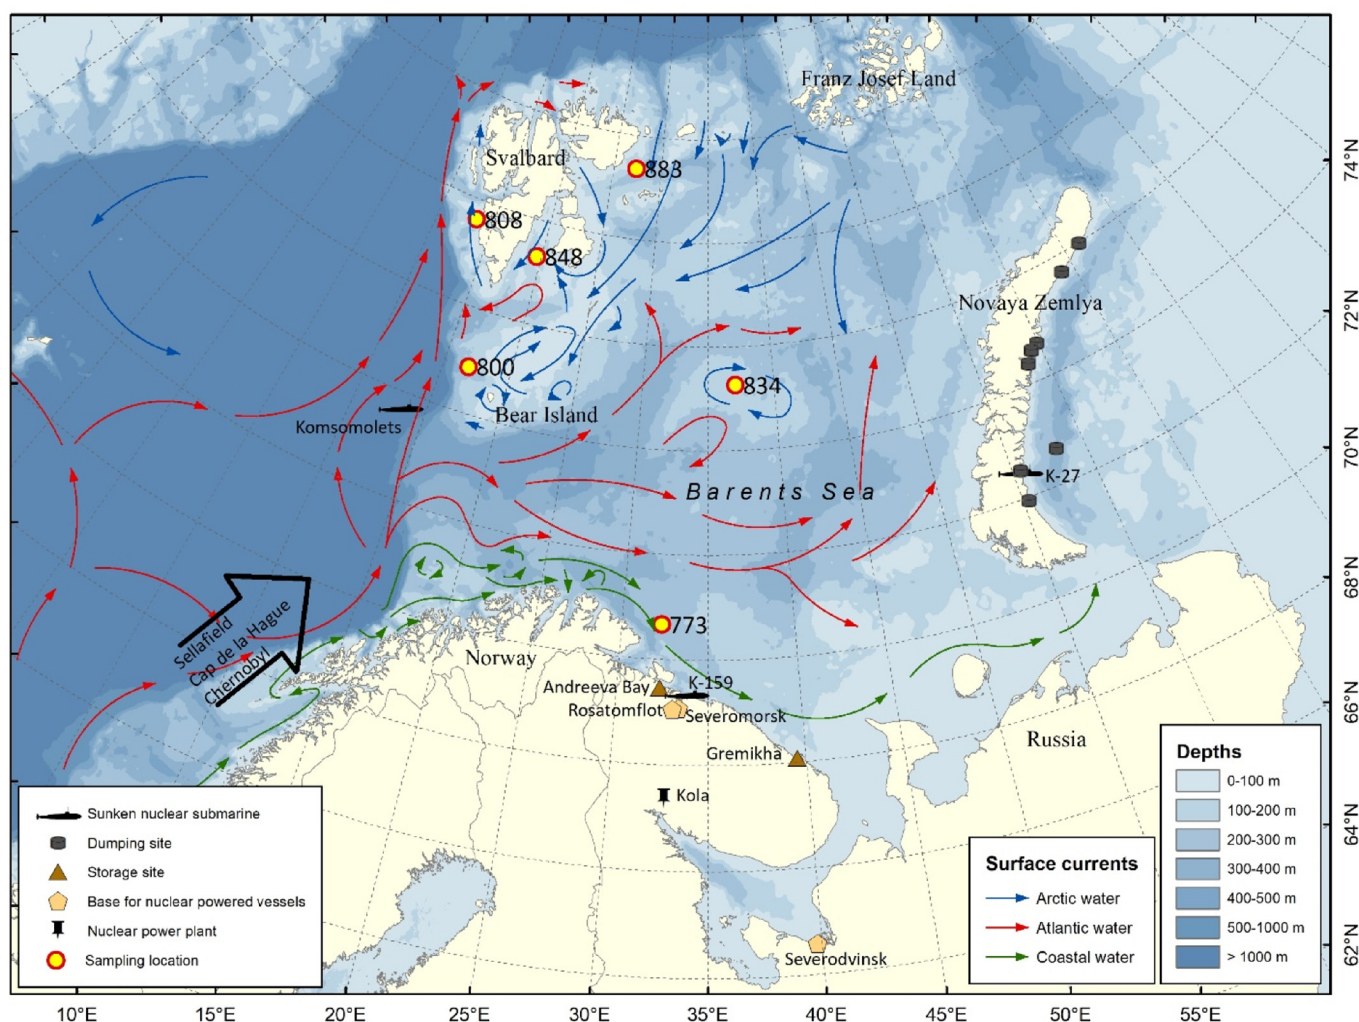 Franz Josef Land
74°N
Svalbard
883
808
848
Novaya Zemlya
72°N
800
834
Bear Island
Komsomolets
70°N
K-27
Barents Sea
68°N
Sellafield
Cap de la Hague
Chernobyl
773
Norway
Andreeva Bay
K-159
Rosatomflot
Severomorsk
66°N
Gremikha
Russia
Kola
64°N
Severodvinsk
62°N
Sunken nuclear submarine
Dumping site
Storage site
Base for nuclear powered vessels
Nuclear power plant
Sampling location
Surface currents
Arctic water
Atlantic water
Coastal water
Depths
0-100 m
100-200 m
200-300 m
300-400 m
400-500 m
500-1000 m
> 1000 m
10°E 15°E 20°E 25°E 30°E 35°E 40°E 45°E 50°E 55°E